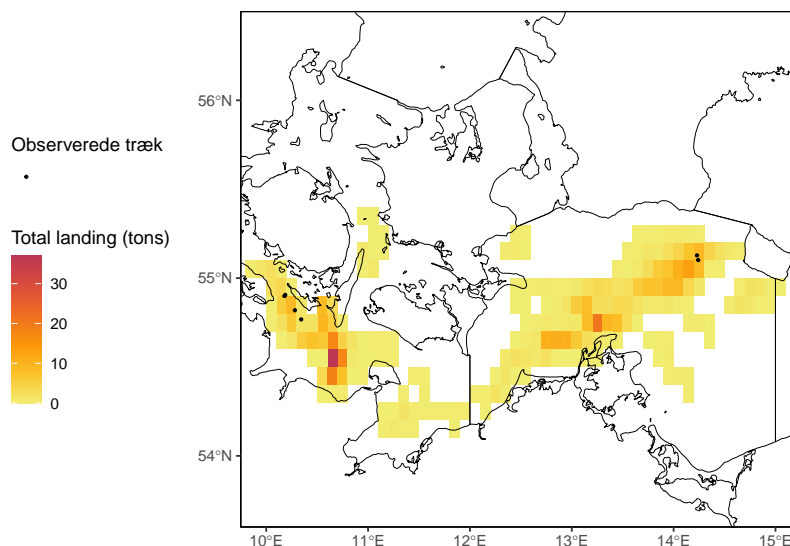 Observerede træk
Total landing (tons)
30
20
10
0
56°N
55°N
54°N
10°E
11°E
12°E
13°E
14°E
15°E